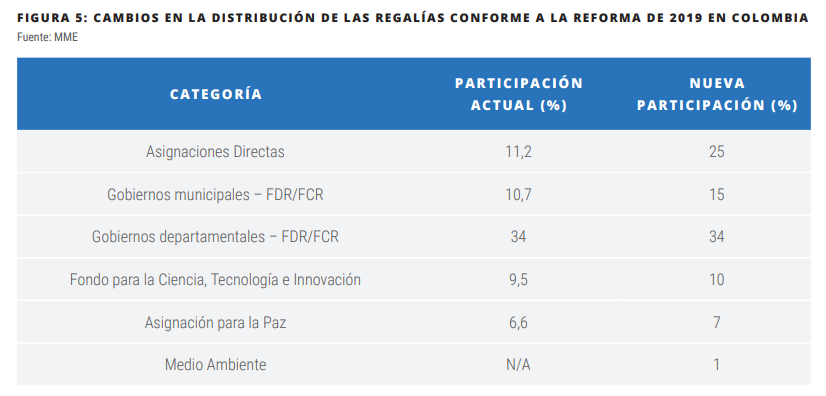 FIGURA 5: CAMBIOS EN LA DISTRIBUCIÓN DE LAS REGALÍAS CONFORME A LA REFORMA DE 2019 EN COLOMBIA
Fuente: MME
CATEGORÍA PARTICIPACIÓN ACTUAL (%) NUEVA PARTICIPACIÓN (%)
Asignaciones Directas 11,2 25
Gobiernos municipales – FDR/FCR 10,7 15
Gobiernos departamentales – FDR/FCR 34 34
Fondo para la Ciencia, Tecnología e Innovación 9,5 10
Asignación para la Paz 6,6 7
Medio Ambiente N/A 1